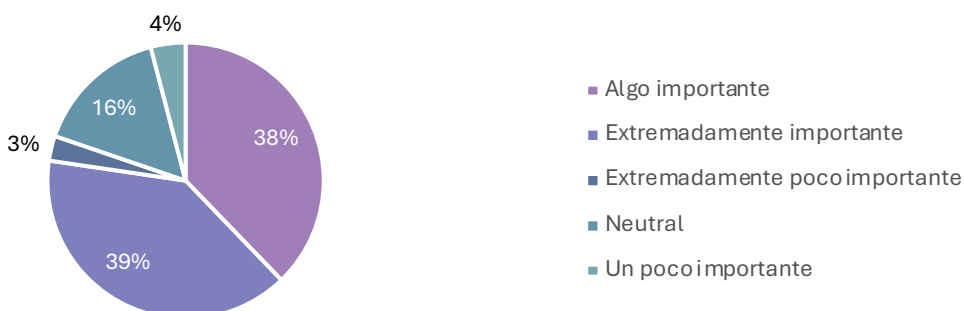 4%
16%
38%
3%
39%
Algo importante
Extremadamente importante
Extremadamente poco importante
Neutral
Un poco importante